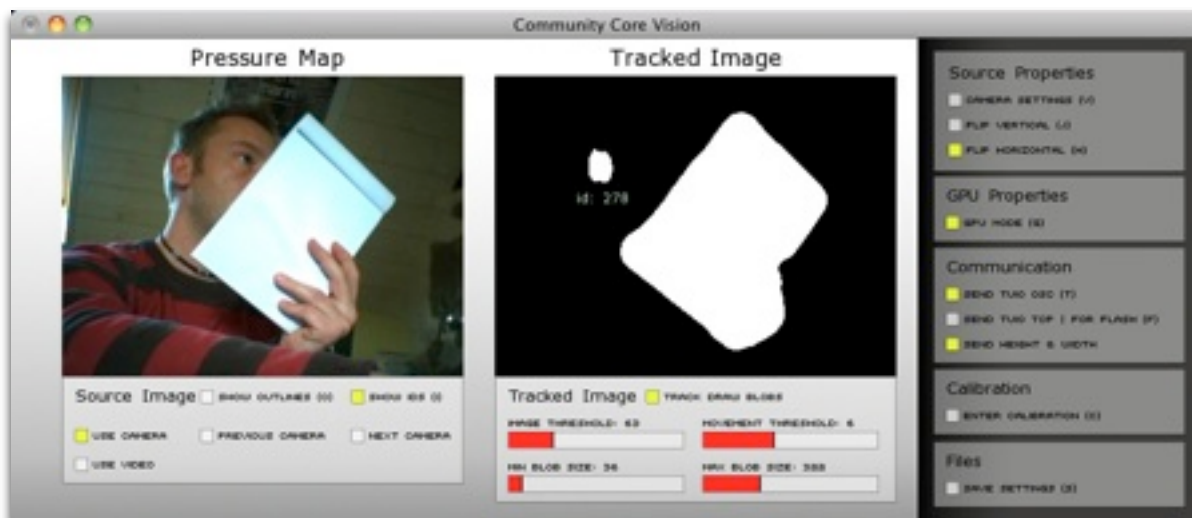 Community Core Vision
Pressure Map
Tracked Image
id: 278
Source Image
SHOW OUTLINES (O)
SHOW IDS (I)
USE CAMERA
PREVIOUS CAMERA
NEXT CAMERA
USE VIDEO
Tracked Image
TRACK DRAW BLOBS
IMAGE THRESHOLD: 63
MOVEMENT THRESHOLD: 6
MIN BLOB SIZE: 36
MAX BLOB SIZE: 388
Source Properties
CAMERA SETTINGS (V)
FLIP VERTICAL (J)
FLIP HORIZONTAL (H)
GPU Properties
GPU MODE (G)
Communication
SEND TUIO OSC (T)
SEND TUIO TCP ( FOR FLASH (F)
SEND HEIGHT & WIDTH
Calibration
ENTER CALIBRATION (C)
Files
SAVE SETTINGS (S)